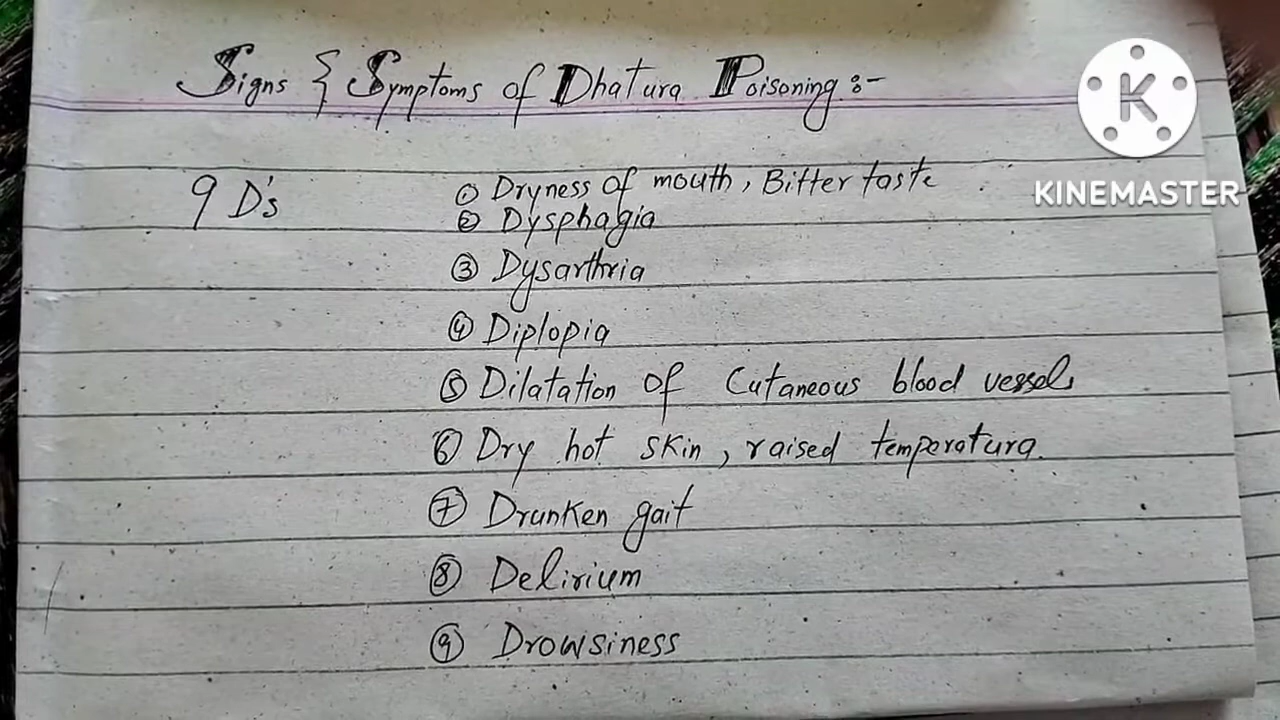 Signs & Symptoms of Dhatura Poisoning :-
9 D's
① Dryness of mouth, Bitter taste
② Dysphagia
③ Dysarthria
④ Diplopia
⑤ Dilatation of Cutaneous blood vessels
⑥ Dry hot skin, raised temperatura.
⑦ Drunken gait
⑧ Delirium
⑨ Drowsiness
K
KINEMASTER